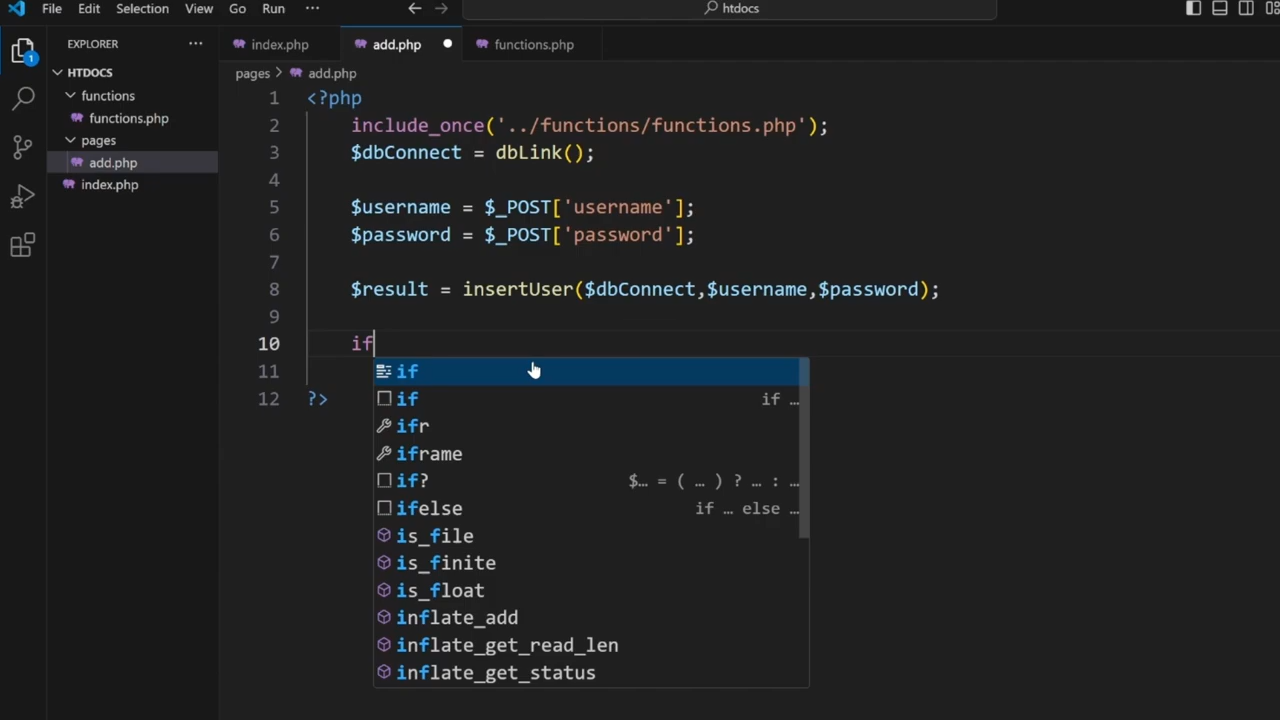 File Edit Selection View Go Run ··· ← → htdocs
EXPLORER ···
1
HTDOCS
functions
functions.php
pages
add.php
index.php
index.php add.php ● functions.php
pages > add.php
1 <?php
2 include_once('../functions/functions.php');
3 $dbConnect = dbLink();
4
5 $username = $_POST['username'];
6 $password = $_POST['password'];
7
8 $result = insertUser($dbConnect,$username,$password);
9
10 if
11
12 ?>
if
if if …
ifr
iframe
if? $… = ( … ) ? … : …
ifelse if … else …
is_file
is_finite
is_float
inflate_add
inflate_get_read_len
inflate_get_status